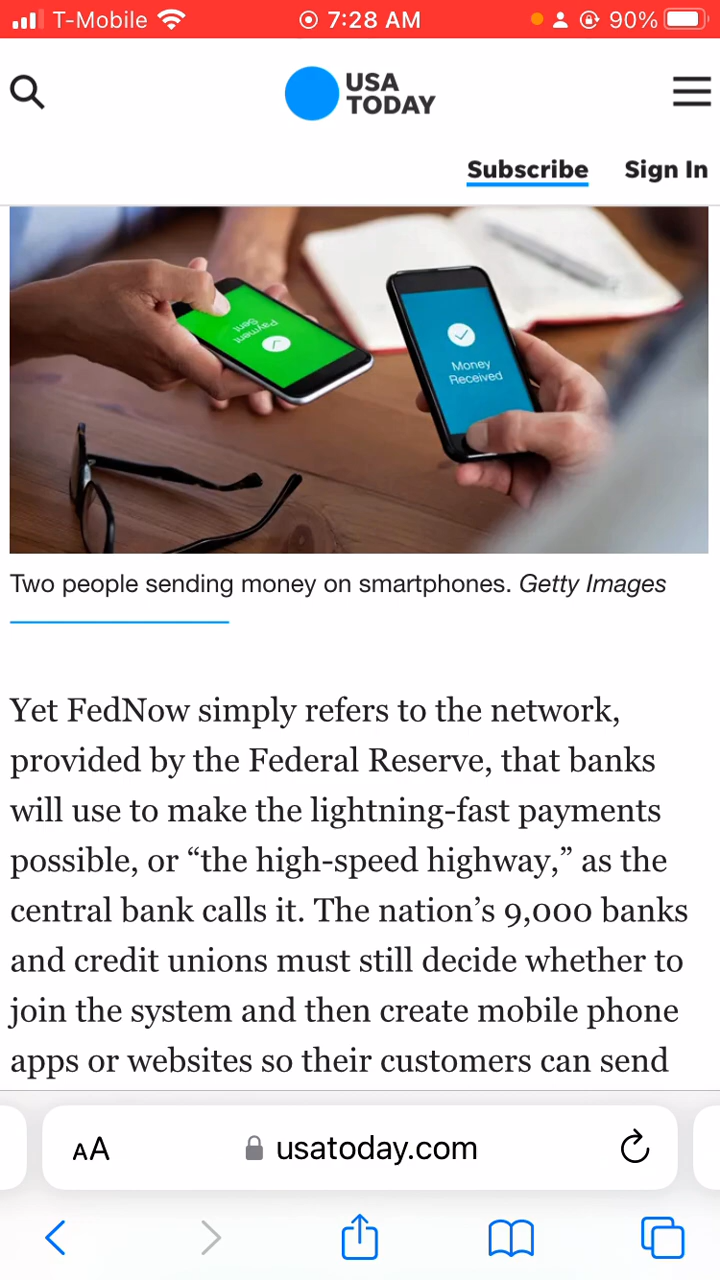 T-Mobile 7:28 AM 90%
USA
TODAY
Subscribe Sign In
Payment
Sent
Money
Received
Two people sending money on smartphones. Getty Images
Yet FedNow simply refers to the network,
provided by the Federal Reserve, that banks
will use to make the lightning-fast payments
possible, or “the high-speed highway,” as the
central bank calls it. The nation’s 9,000 banks
and credit unions must still decide whether to
join the system and then create mobile phone
apps or websites so their customers can send
AA usatoday.com